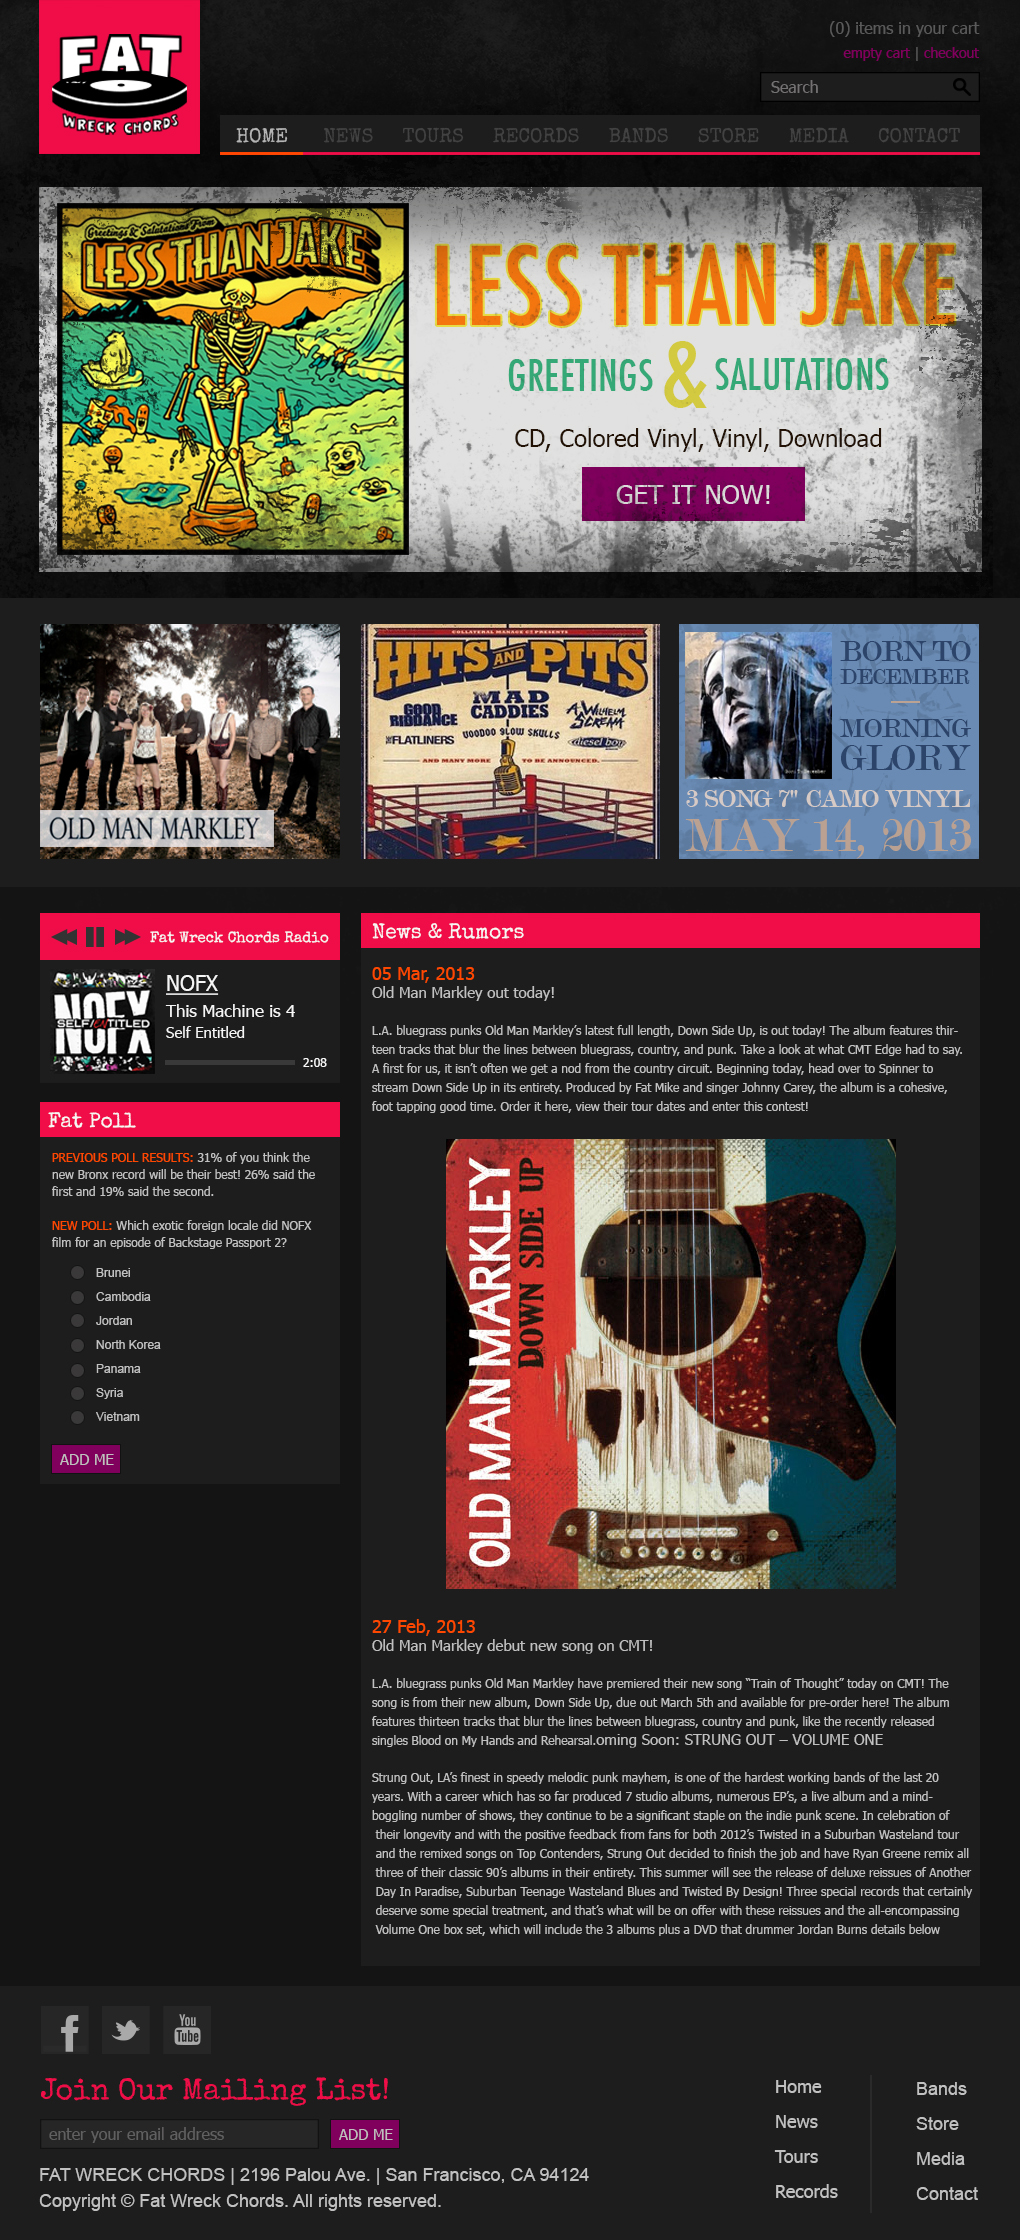 FAT
WRECK CHORDS
(0) items in your cart
empty cart | checkout
Search
HOME NEWS TOURS RECORDS BANDS STORE MEDIA CONTACT
Greetings & Salutations From
LESS THAN JAKE
LESS THAN JAKE
GREETINGS & SALUTATIONS
CD, Colored Vinyl, Vinyl, Download
GET IT NOW!
OLD MAN MARKLEY
COLLATERAL MENACE CT PRESENTS
HITS AND PITS
GOOD RIDDANCE
MAD CADDIES
A WILHELM SCREAM
THE FLATLINERS
VOODOO GLOW SKULLS
diesel boy
AND MANY MORE TO BE ANNOUNCED.
BORN TO
DECEMBER
MORNING
GLORY
3 SONG 7" CAMO VINYL
MAY 14, 2013
Fat Wreck Chords Radio
NOFX
SELF ENTITLED
NOFX
This Machine is 4
Self Entitled
2:08
Fat Poll
PREVIOUS POLL RESULTS: 31% of you think the
new Bronx record will be their best! 26% said the
first and 19% said the second.
NEW POLL: Which exotic foreign locale did NOFX
film for an episode of Backstage Passport 2?
Brunei
Cambodia
Jordan
North Korea
Panama
Syria
Vietnam
ADD ME
News & Rumors
05 Mar, 2013
Old Man Markley out today!
L.A. bluegrass punks Old Man Markley’s latest full length, Down Side Up, is out today! The album features thir-
teen tracks that blur the lines between bluegrass, country, and punk. Take a look at what CMT Edge had to say.
A first for us, it isn’t often we get a nod from the country circuit. Beginning today, head over to Spinner to
stream Down Side Up in its entirety. Produced by Fat Mike and singer Johnny Carey, the album is a cohesive,
foot tapping good time. Order it here, view their tour dates and enter this contest!
OLD MAN MARKLEY
DOWN SIDE UP
27 Feb, 2013
Old Man Markley debut new song on CMT!
L.A. bluegrass punks Old Man Markley have premiered their new song “Train of Thought” today on CMT! The
song is from their new album, Down Side Up, due out March 5th and available for pre-order here! The album
features thirteen tracks that blur the lines between bluegrass, country and punk, like the recently released
singles Blood on My Hands and Rehearsal.oming Soon: STRUNG OUT – VOLUME ONE
Strung Out, LA’s finest in speedy melodic punk mayhem, is one of the hardest working bands of the last 20
years. With a career which has so far produced 7 studio albums, numerous EP’s, a live album and a mind-
boggling number of shows, they continue to be a significant staple on the indie punk scene. In celebration of
their longevity and with the positive feedback from fans for both 2012’s Twisted in a Suburban Wasteland tour
and the remixed songs on Top Contenders, Strung Out decided to finish the job and have Ryan Greene remix all
three of their classic 90’s albums in their entirety. This summer will see the release of deluxe reissues of Another
Day In Paradise, Suburban Teenage Wasteland Blues and Twisted By Design! Three special records that certainly
deserve some special treatment, and that’s what will be on offer with these reissues and the all-encompassing
Volume One box set, which will include the 3 albums plus a DVD that drummer Jordan Burns details below
You
Tube
Join Our Mailing List!
enter your email address
ADD ME
FAT WRECK CHORDS | 2196 Palou Ave. | San Francisco, CA 94124
Copyright © Fat Wreck Chords. All rights reserved.
Home
News
Tours
Records
Bands
Store
Media
Contact